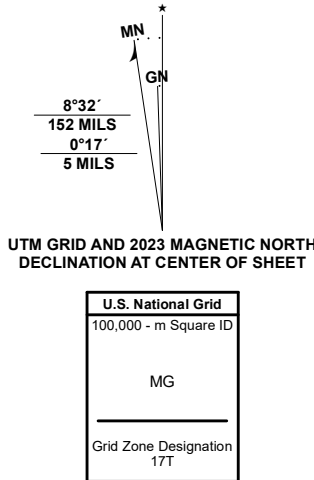 ★
MN
GN
8°32´
152 MILS
0°17´
5 MILS
UTM GRID AND 2023 MAGNETIC NORTH
DECLINATION AT CENTER OF SHEET
U.S. National Grid
100,000 - m Square ID
MG
Grid Zone Designation
17T